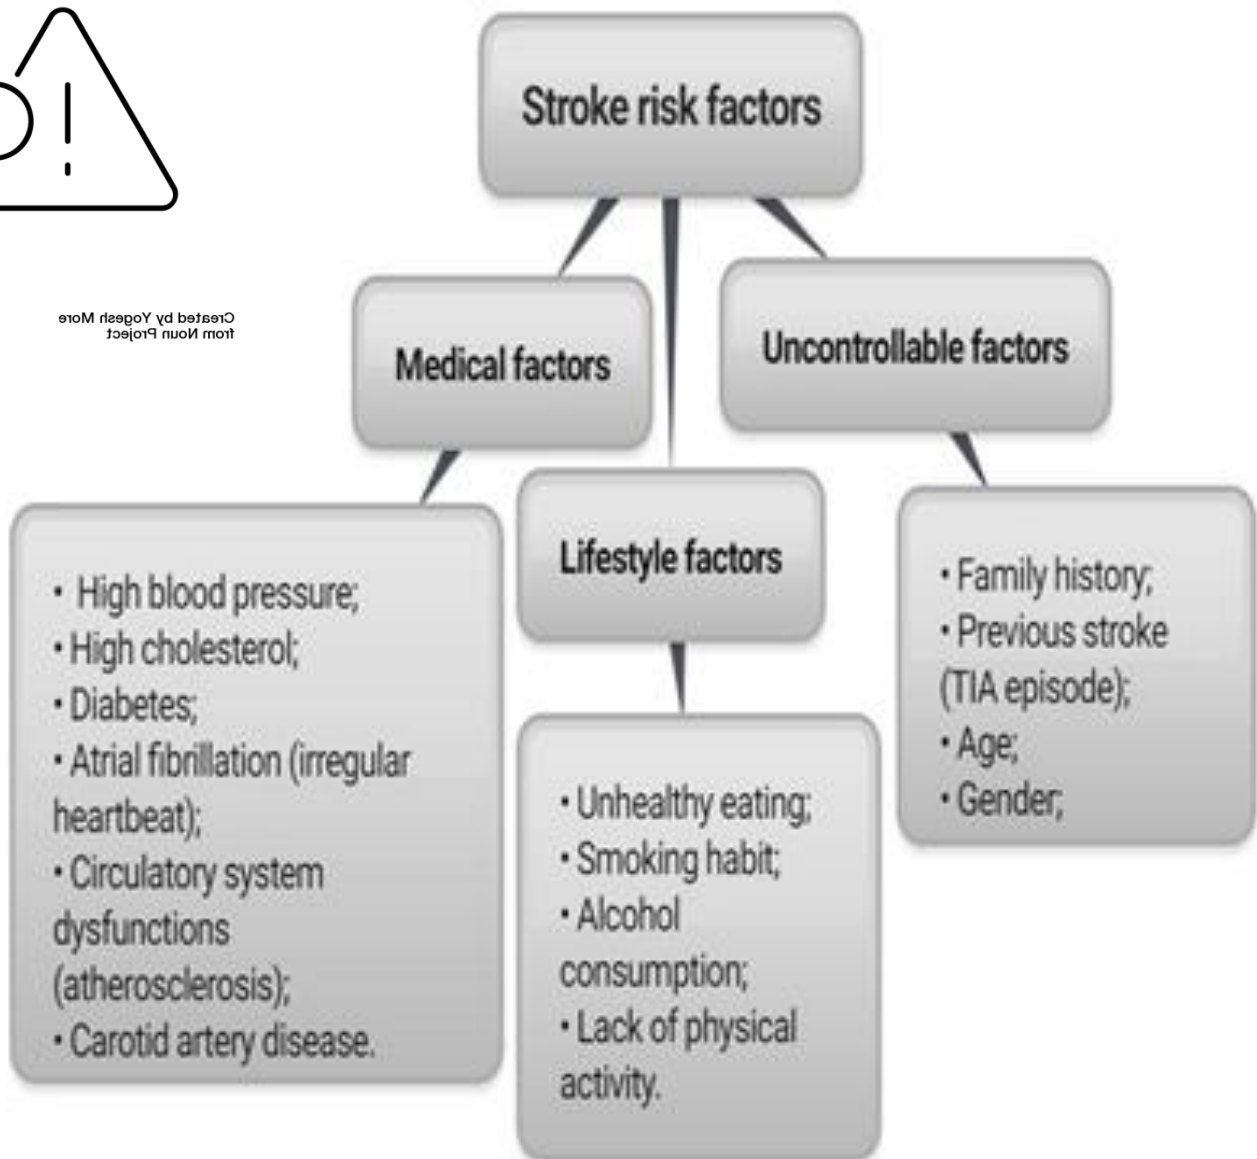 Stroke risk factors
Created by Yogesh More
from Noun Project
Medical factors
Uncontrollable factors
Lifestyle factors
• High blood pressure;
• High cholesterol;
• Diabetes;
• Atrial fibrillation (irregular
heartbeat);
• Circulatory system
dysfunctions
(atherosclerosis);
• Carotid artery disease.
• Unhealthy eating;
• Smoking habit;
• Alcohol
consumption;
• Lack of physical
activity.
• Family history;
• Previous stroke
(TIA episode);
• Age;
• Gender;